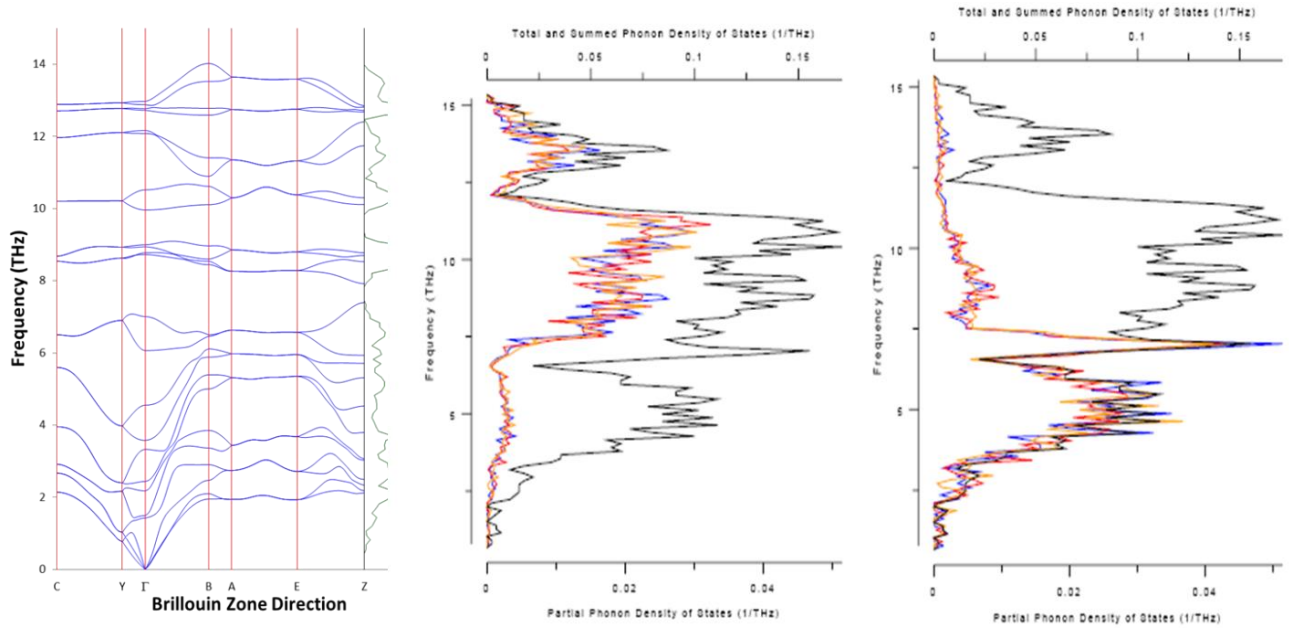 Frequency (THz)
14
12
10
8
6
4
2
0
C Y Γ B A E Z
Brillouin Zone Direction
Total and Summed Phonon Density of States (1/THz)
0 0.05 0.1 0.15
Frequency (THz)
15
10
5
0 0.02 0.04
Partial Phonon Density of States (1/THz)
Total and Summed Phonon Density of States (1/THz)
0 0.05 0.1 0.15
Frequency (THz)
15
10
5
0 0.02 0.04
Partial Phonon Density of States (1/THz)